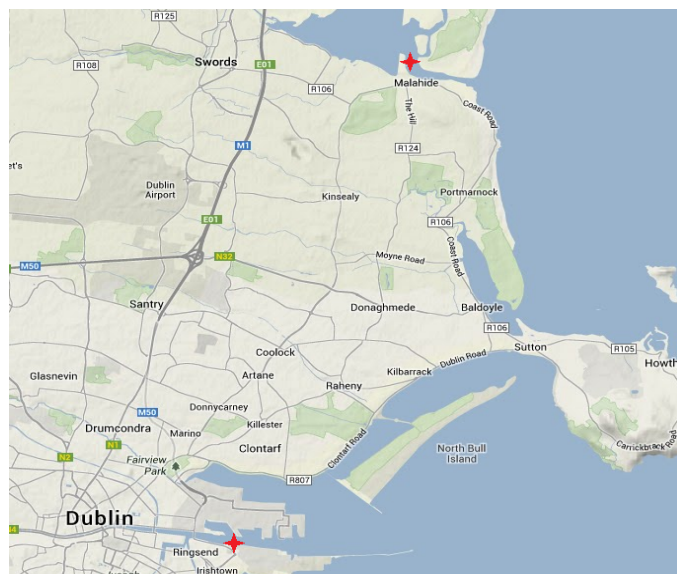 R125
Swords
E01
R108
R106
Malahide
Coast Road
The Hill
M1
R124
et's
Dublin
Airport
Kinsealy
Portmarnock
E01
R106
Coast Road
N32
Moyne Road
M50
Santry
Donaghmede
Baldoyle
R106
Sutton
R105
Coolock
Dublin Road
Howth
Glasnevin
Artane
Kilbarrack
Raheny
M50
Donnycarney
Killester
Drumcondra
Marino
Clontarf
Clontarf Road
Carrickbrack Road
N1
N2
Fairview
Park
North Bull
Island
R807
Dublin
Ringsend
Irishtown